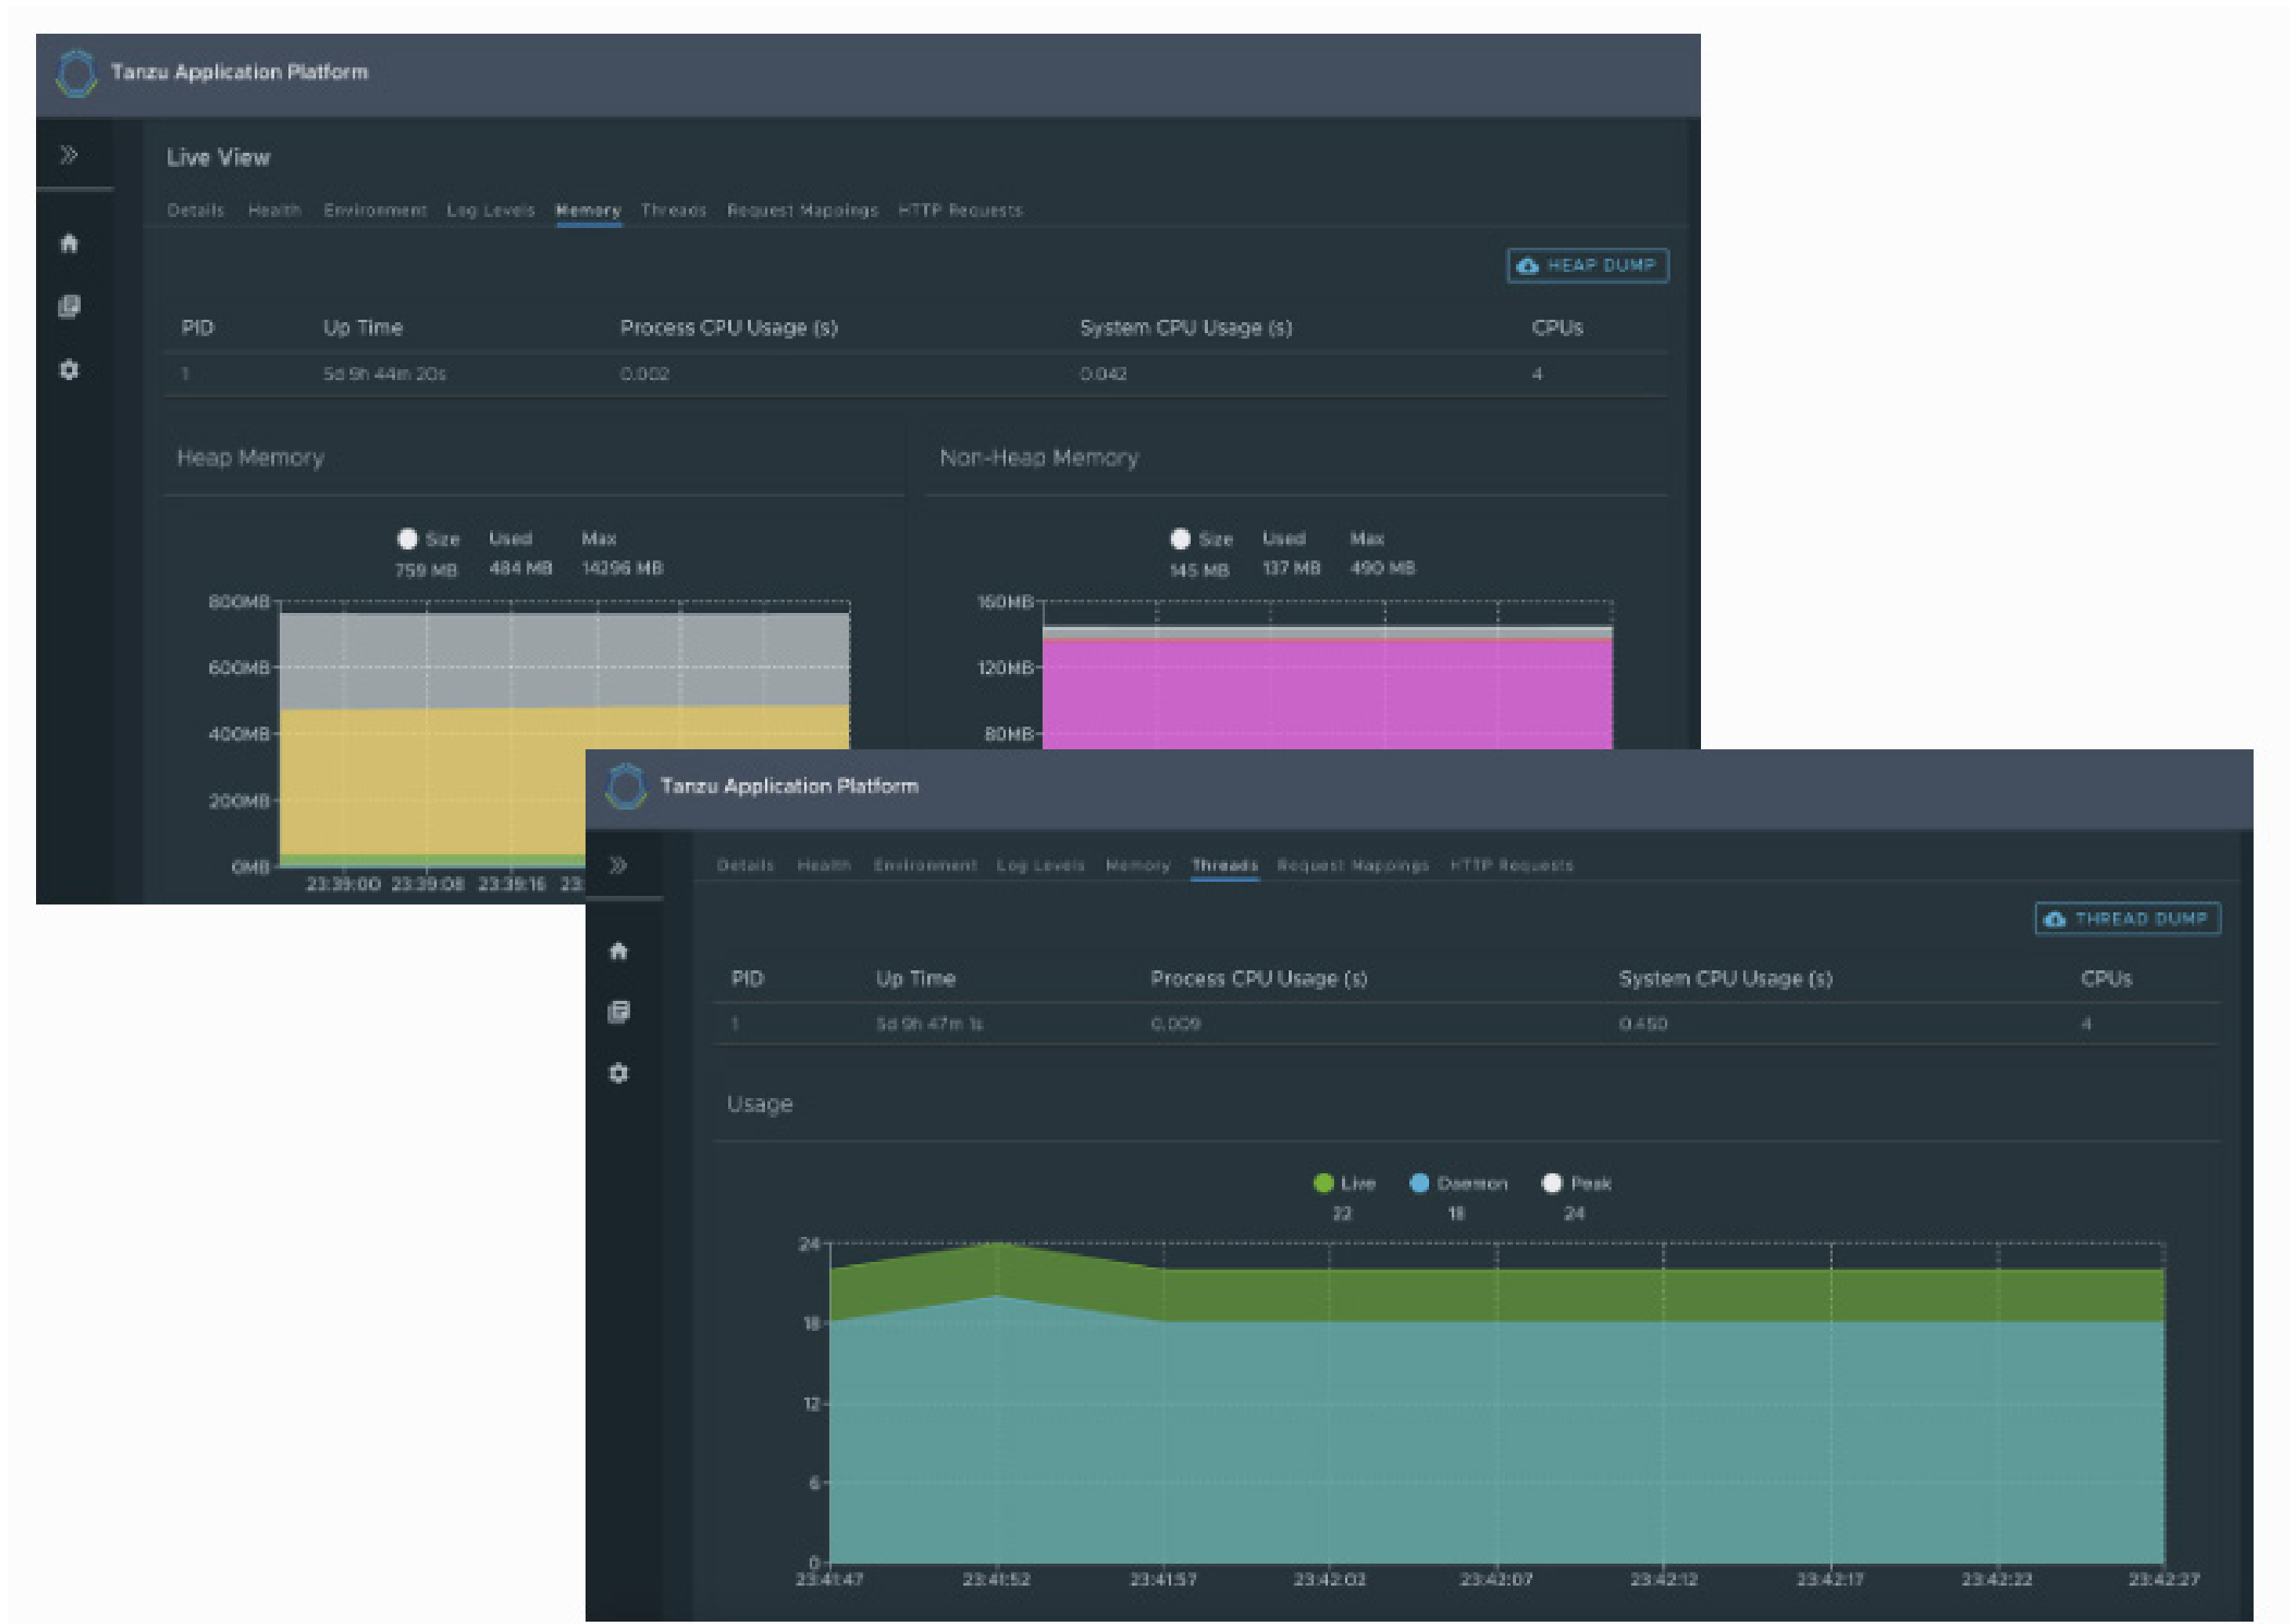 Tanzu Application Platform
Live View
Details Health Environment Log Levels Memory Threads Request Mappings HTTP Requests
HEAP DUMP
PID Up Time Process CPU Usage (s) System CPU Usage (s) CPUs
1 5d 9h 44m 20s 0.002 0.042 4
Heap Memory
Size Used Max
759 MB 484 MB 14296 MB
800MB
600MB
400MB
200MB
0MB
23:39:00 23:39:08 23:39:16 23:
Non-Heap Memory
Size Used Max
145 MB 137 MB 490 MB
160MB
120MB
80MB
Tanzu Application Platform
Details Health Environment Log Levels Memory Threads Request Mappings HTTP Requests
THREAD DUMP
PID Up Time Process CPU Usage (s) System CPU Usage (s) CPUs
1 5d 9h 47m 1s 0.009 0.450 4
Usage
Live Daemon Peak
22 18 24
24
18
12
6
0
23:41:47 23:41:52 23:41:57 23:42:02 23:42:07 23:42:12 23:42:17 23:42:22 23:42:27